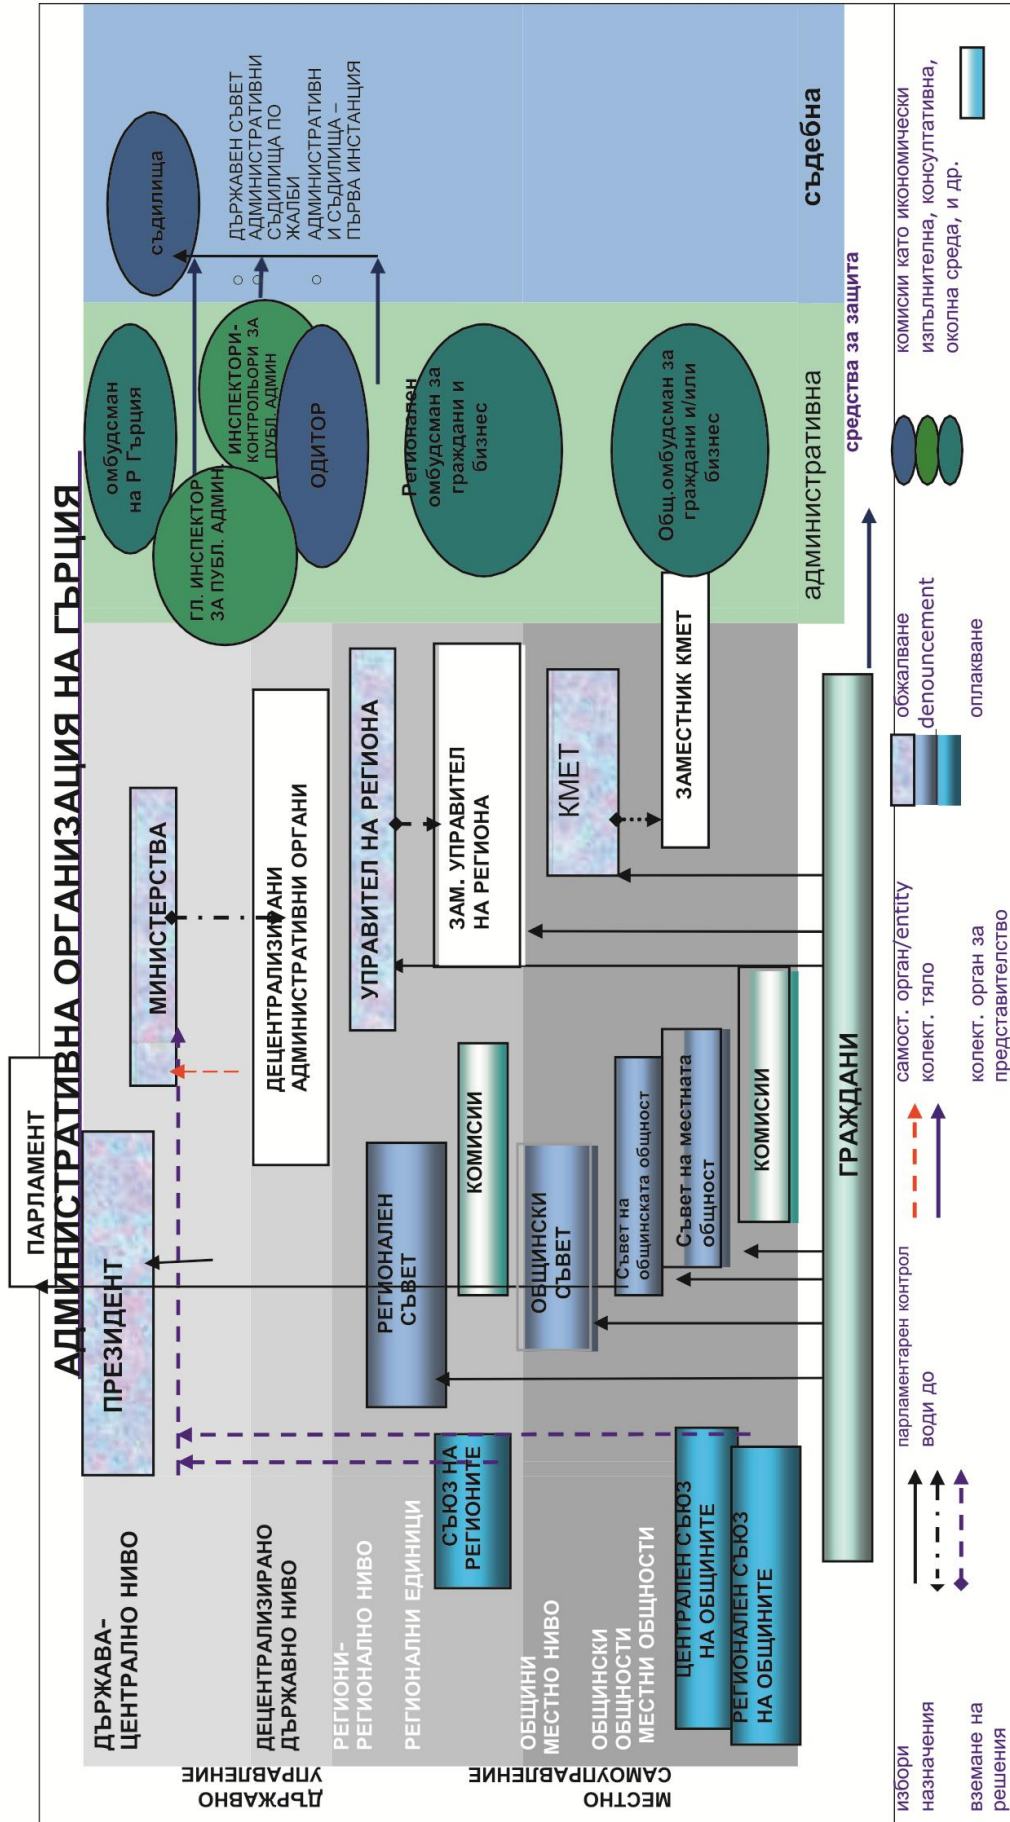 АДМИНИСТРАТИВНА ОРГАНИЗАЦИЯ НА ГЪРЦИЯ
ПАРЛАМЕНТ
ДЪРЖАВА-
ЦЕНТРАЛНО НИВО
ПРЕЗИДЕНТ
МИНИСТЕРСТВА
омбудсман
на Р Гърция
съдилища
ГЛ. ИНСПЕКТОР
ЗА ПУБЛ. АДМИН.
ИНСПЕКТОРИ-
КОНТРОЛЬОРИ ЗА
ПУБЛ. АДМИН
ОДИТОР
○ ДЪРЖАВЕН СЪВЕТ
○ АДМИНИСТРАТИВНИ
СЪДИЛИЩА ПО
ЖАЛБИ
○ АДМИНИСТРАТИВН
И СЪДИЛИЩА –
ПЪРВА ИНСТАНЦИЯ
ДЪРЖАВНО
УПРАВЛЕНИЕ
ДЕЦЕНТРАЛИЗИРАНО
ДЪРЖАВНО НИВО
ДЕЦЕНТРАЛИЗИРАНИ
АДМИНИСТРАТИВНИ ОРГАНИ
РЕГИОНИ-
РЕГИОНАЛНО НИВО
РЕГИОНАЛНИ ЕДИНИЦИ
СЪЮЗ НА
РЕГИОНИТЕ
РЕГИОНАЛЕН
СЪВЕТ
КОМИСИИ
УПРАВИТЕЛ НА РЕГИОНА
ЗАМ. УПРАВИТЕЛ
НА РЕГИОНА
Регионален
омбудсман за
граждани и
бизнес
МЕСТНО
САМОУПРАВЛЕНИЕ
ОБЩИНИ
МЕСТНО НИВО
ОБЩИНСКИ
ОБЩНОСТИ
МЕСТНИ ОБЩНОСТИ
ЦЕНТРАЛЕН СЪЮЗ
НА ОБЩИНИТЕ
РЕГИОНАЛЕН СЪЮЗ
НА ОБЩИНИТЕ
ОБЩИНСКИ
СЪВЕТ
Съвет на
общинската общност
Съвет на местната
общност
КОМИСИИ
КМЕТ
ЗАМЕСТНИК КМЕТ
Общ.омбудсман за
граждани и/или
бизнес
административна
съдебна
ГРАЖДАНИ
средства за защита
избори
назначения
вземане на
решения
парламентарен контрол
води до
самост. орган/entity
колект. тяло
колект. орган за
представителство
обжалване
denouncement
оплакване
комисии като икономически
изпълнителна, консултативна,
околна среда, и др.